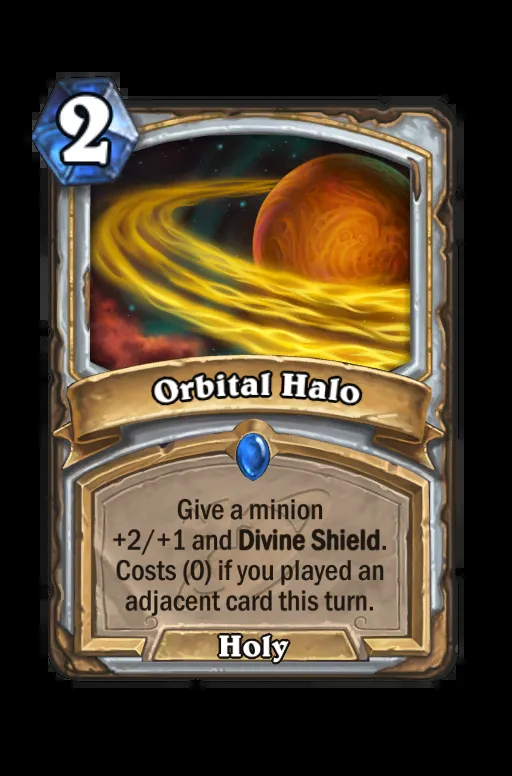 2
Orbital Halo
Give a minion
+2/+1 and Divine Shield.
Costs (0) if you played an
adjacent card this turn.
Holy